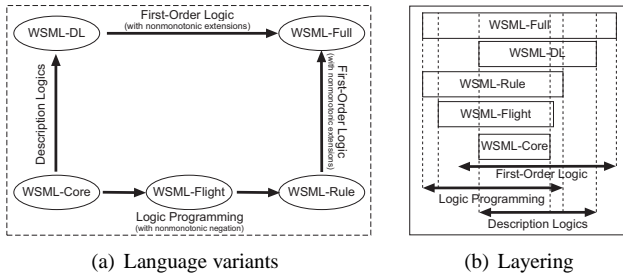 First-Order Logic
(with nonmonotonic extensions)
WSML-DL
WSML-Full
Description Logics
First-Order Logic
(with nonmonotonic extensions)
WSML-Core
WSML-Flight
WSML-Rule
Logic Programming
(with nonmonotonic negation)
(a) Language variants
WSML-Full
WSML-DL
WSML-Rule
WSML-Flight
WSML-Core
First-Order Logic
Logic Programming
Description Logics
(b) Layering